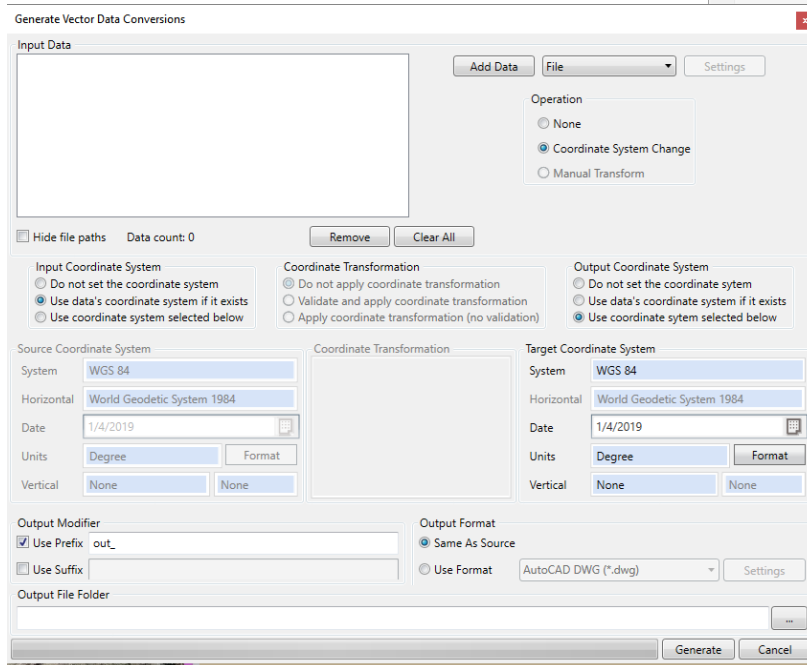 Generate Vector Data Conversions
x
Input Data
Add Data File Settings
Operation
None
Coordinate System Change
Manual Transform
Hide file paths Data count: 0 Remove Clear All
Input Coordinate System Coordinate Transformation Output Coordinate System
Do not set the coordinate system Do not apply coordinate transformation Do not set the coordinate sytem
Use data's coordinate system if it exists Validate and apply coordinate transformation Use data's coordinate system if it exists
Use coordinate system selected below Apply coordinate transformation (no validation) Use coordinate sytem selected below
Source Coordinate System Coordinate Transformation Target Coordinate System
System WGS 84 System WGS 84
Horizontal World Geodetic System 1984 Horizontal World Geodetic System 1984
Date 1/4/2019 Date 1/4/2019
Units Degree Format Units Degree Format
Vertical None None Vertical None None
Output Modifier Output Format
Use Prefix out_ Same As Source
Use Suffix Use Format AutoCAD DWG (*.dwg) Settings
Output File Folder
...
Generate Cancel